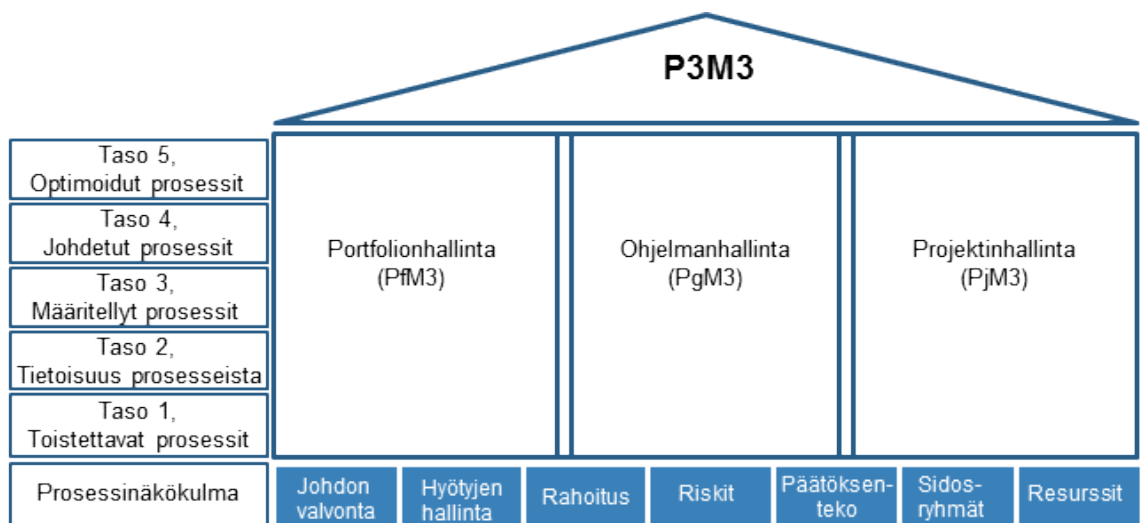 P3M3
Taso 5,
Optimoidut prosessit
Taso 4,
Johdetut prosessit
Taso 3,
Määritellyt prosessit
Taso 2,
Tietoisuus prosesseista
Taso 1,
Toistettavat prosessit
Portfolionhallinta
(PfM3)
Ohjelmanhallinta
(PgM3)
Projektinhallinta
(PjM3)
Prosessinäkökulma
Johdon
valvonta
Hyötyjen
hallinta
Rahoitus
Riskit
Päätöksen-
teko
Sidos-
ryhmät
Resurssit